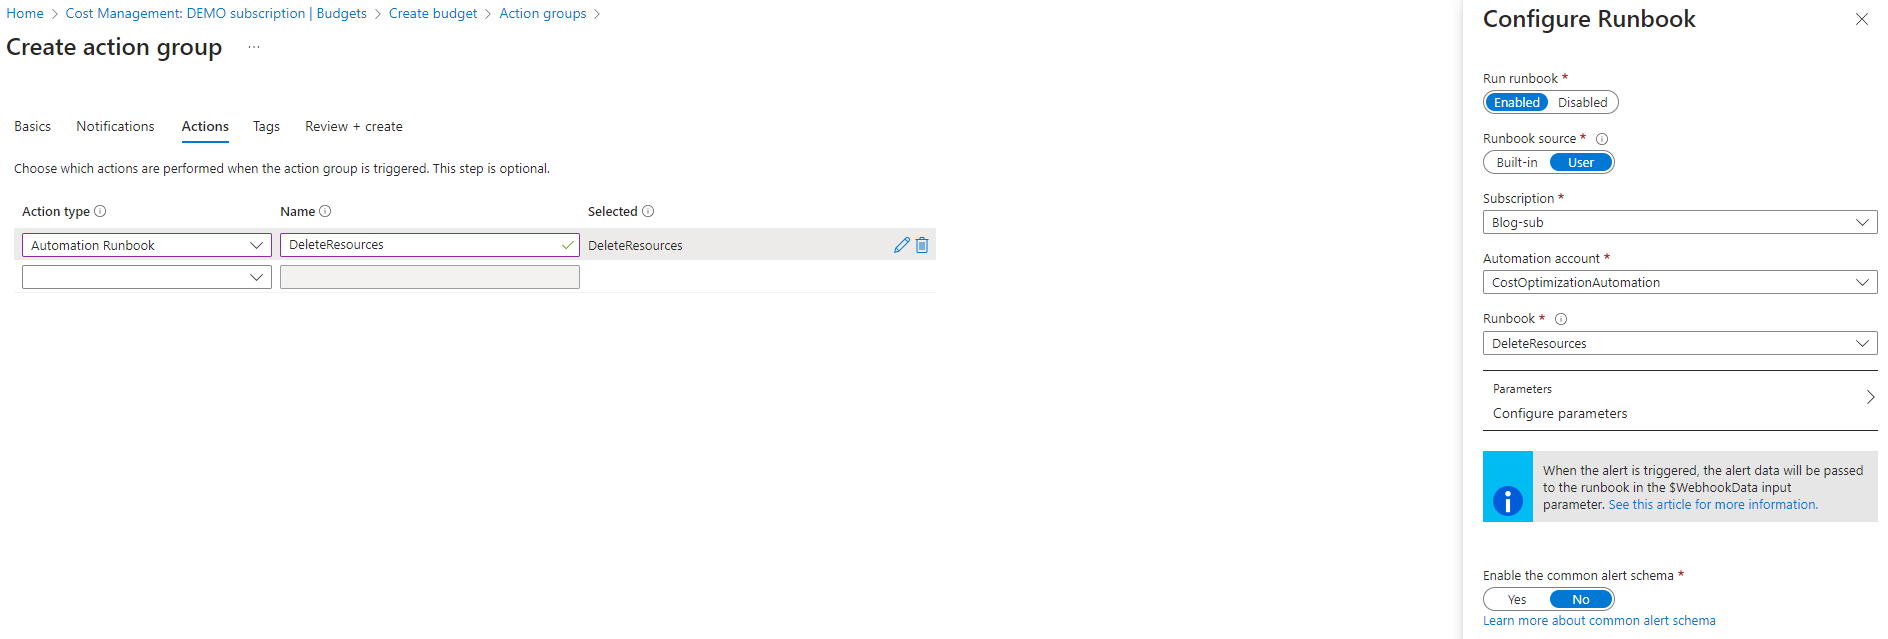 Home > Cost Management: DEMO subscription | Budgets > Create budget > Action groups >
Create action group ...
Basics Notifications Actions Tags Review + create
Choose which actions are performed when the action group is triggered. This step is optional.
Action type Name Selected
Automation Runbook DeleteResources DeleteResources
Configure Runbook
Run runbook *
Enabled Disabled
Runbook source *
Built-in User
Subscription *
Blog-sub
Automation account *
CostOptimizationAutomation
Runbook *
DeleteResources
Parameters
Configure parameters
When the alert is triggered, the alert data will be passed
to the runbook in the $WebhookData input
parameter. See this article for more information.
Enable the common alert schema *
Yes No
Learn more about common alert schema